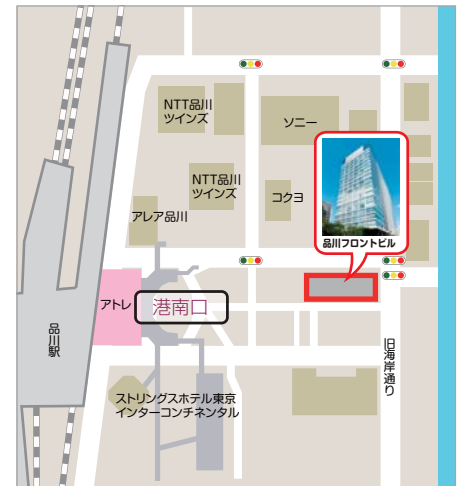 NTT品川
ツインズ
ソニー
NTT品川
ツインズ
コクヨ
アレア品川
品川フロントビル
アトレ
港南口
品川駅
旧海岸通り
ストリングスホテル東京
インターコンチネンタル